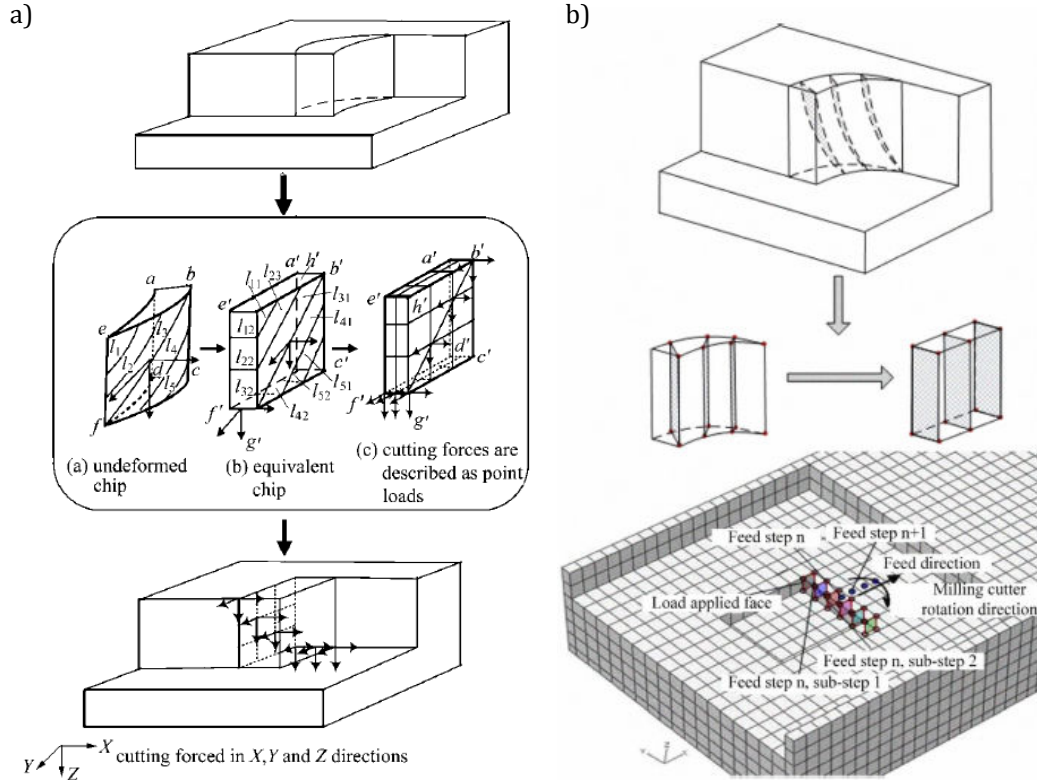 a)
b)
a
b
e
l1
l2
l3
l4
d
l5
c
f
(a) undeformed
chip
a' h'
b'
l11 l23
e'
l31
l12
l41
l22
c'
l32
l51
l52
l42
f'
g'
(b) equivalent
chip
a'
b'
e'
h'
d'
c'
f'
g'
(c) cutting forces are
described as point
loads
X
Y
Z
cutting forced in X,Y and Z directions
Feed step n
Feed step n+1
Feed direction
Milling cutter
rotation direction
Load applied face
Feed step n, sub-step 2
Feed step n, sub-step 1
Z